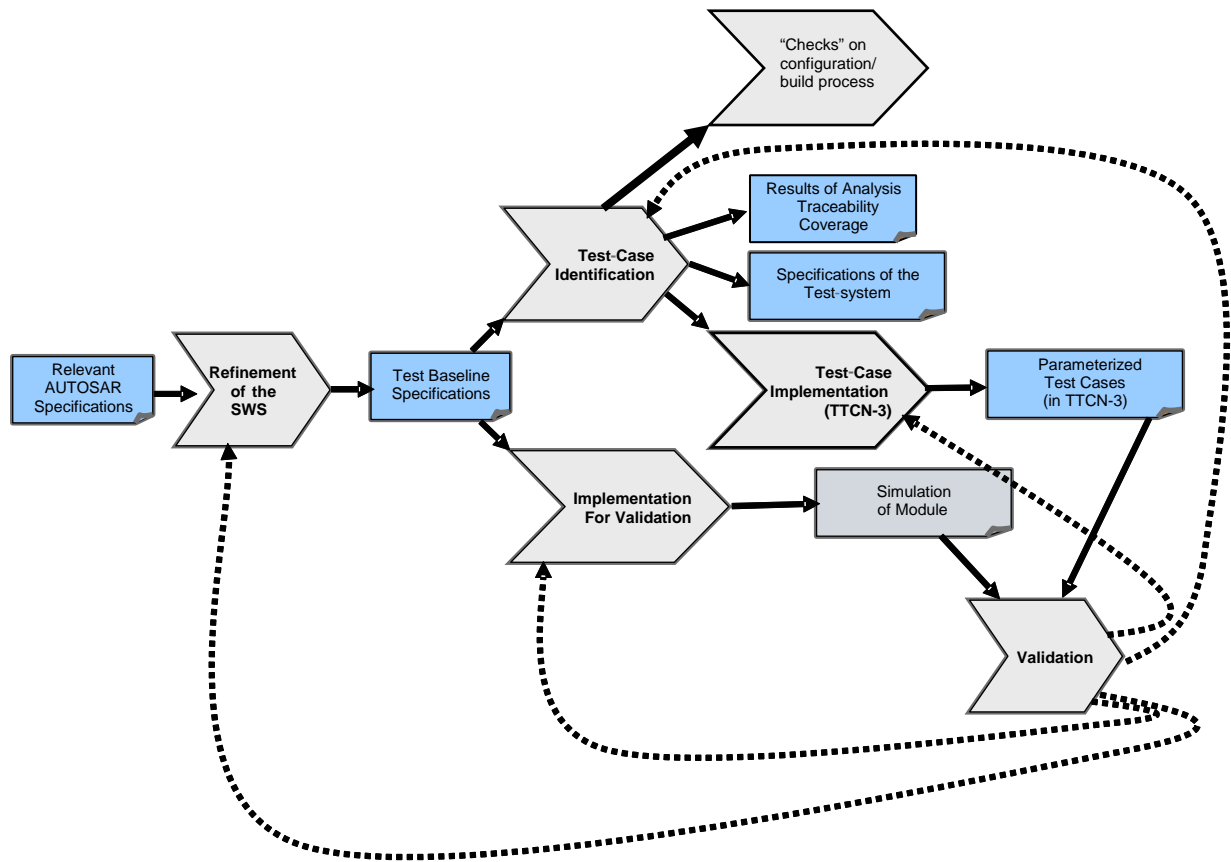 “Checks” on
configuration/
build process
Results of Analysis
Traceability
Coverage
Test-Case
Identification
Specifications of the
Test-system
Relevant
AUTOSAR
Specifications
Refinement
of the
SWS
Test Baseline
Specifications
Test-Case
Implementation
(TTCN-3)
Parameterized
Test Cases
(in TTCN-3)
Implementation
For Validation
Simulation
of Module
Validation